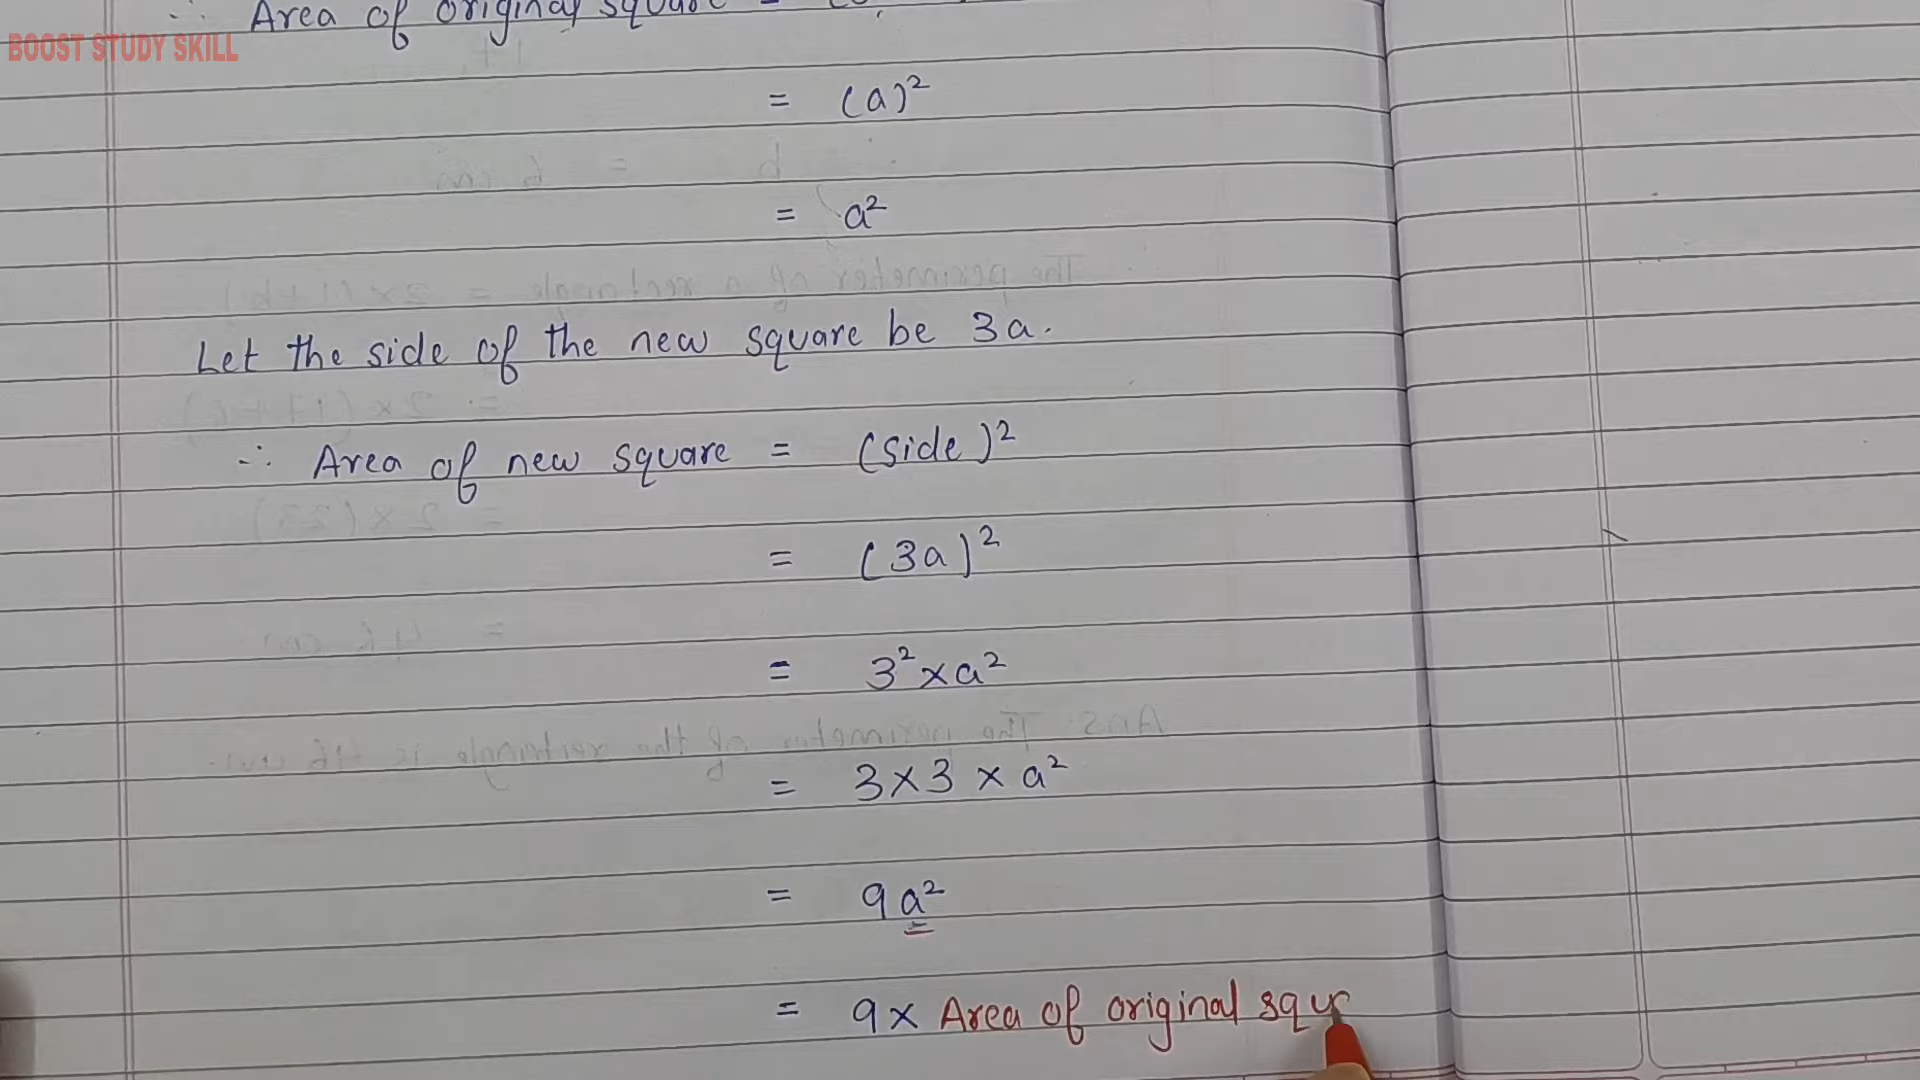 ∴ Area of original square =
BOOST STUDY SKILL
= (a)²
= a²
Let the side of the new square be 3a.
∴ Area of new square = (side)²
= (3a)²
= 3² × a²
= 3 × 3 × a²
= 9a²
= 9 × Area of original squ